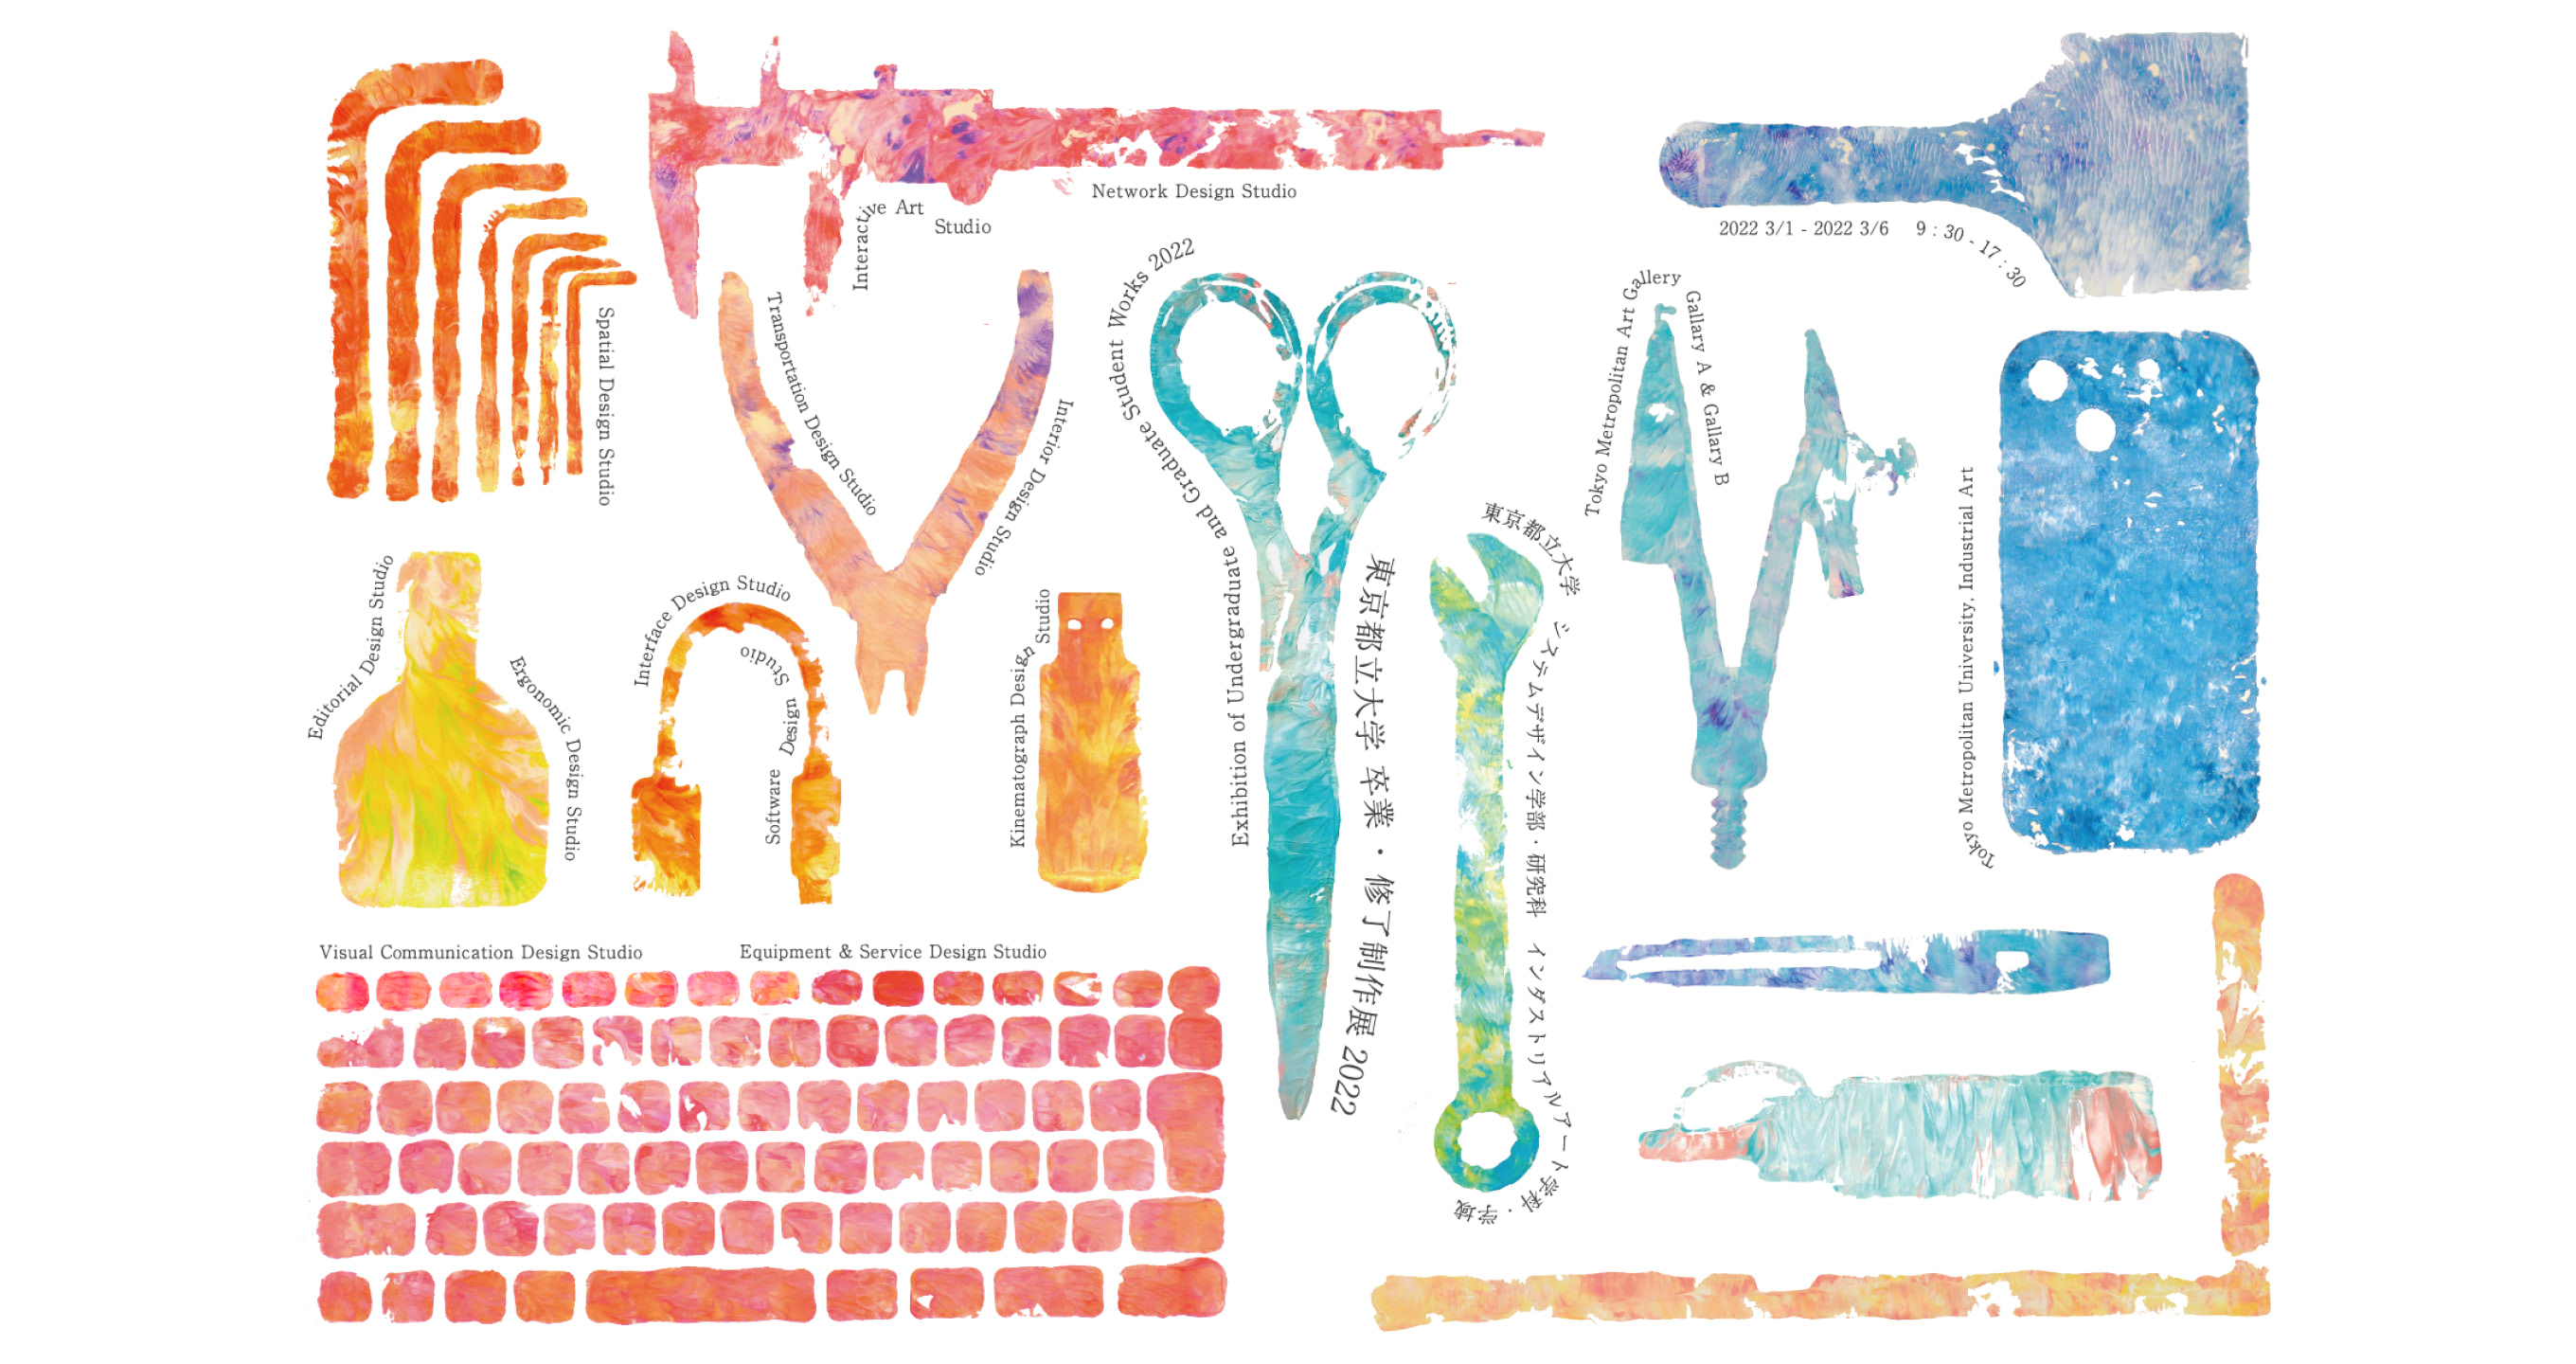 Spatial Design Studio
Interactive Art Studio
Network Design Studio
2022 3/1 - 2022 3/6 9 : 30 - 17 : 30
Transportation Design Studio
Interior Design Studio
Exhibition of Undergraduate and Graduate Student Works 2022
東京都立大学 卒業・修了制作展 2022
東京都立大学 システムデザイン学部・研究科 インダストリアルアート学科・学域
Tokyo Metropolitan Art Gallery
Gallary A & Gallary B
Tokyo Metropolitan University, Industrial Art
Editorial Design Studio
Ergonomic Design Studio
Interface Design Studio
Software Design Studio
Kinematograph Design Studio
Visual Communication Design Studio
Equipment & Service Design Studio